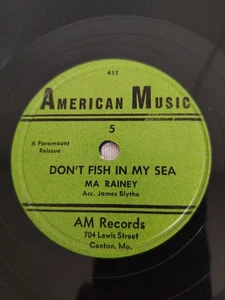 453
AMERICAN MUSIC
5
A Paramount
Reissue
DON'T FISH IN MY SEA
MA RAINEY
Acc. James Blythe
AM Records
704 Lewis Street
Canton, Mo.